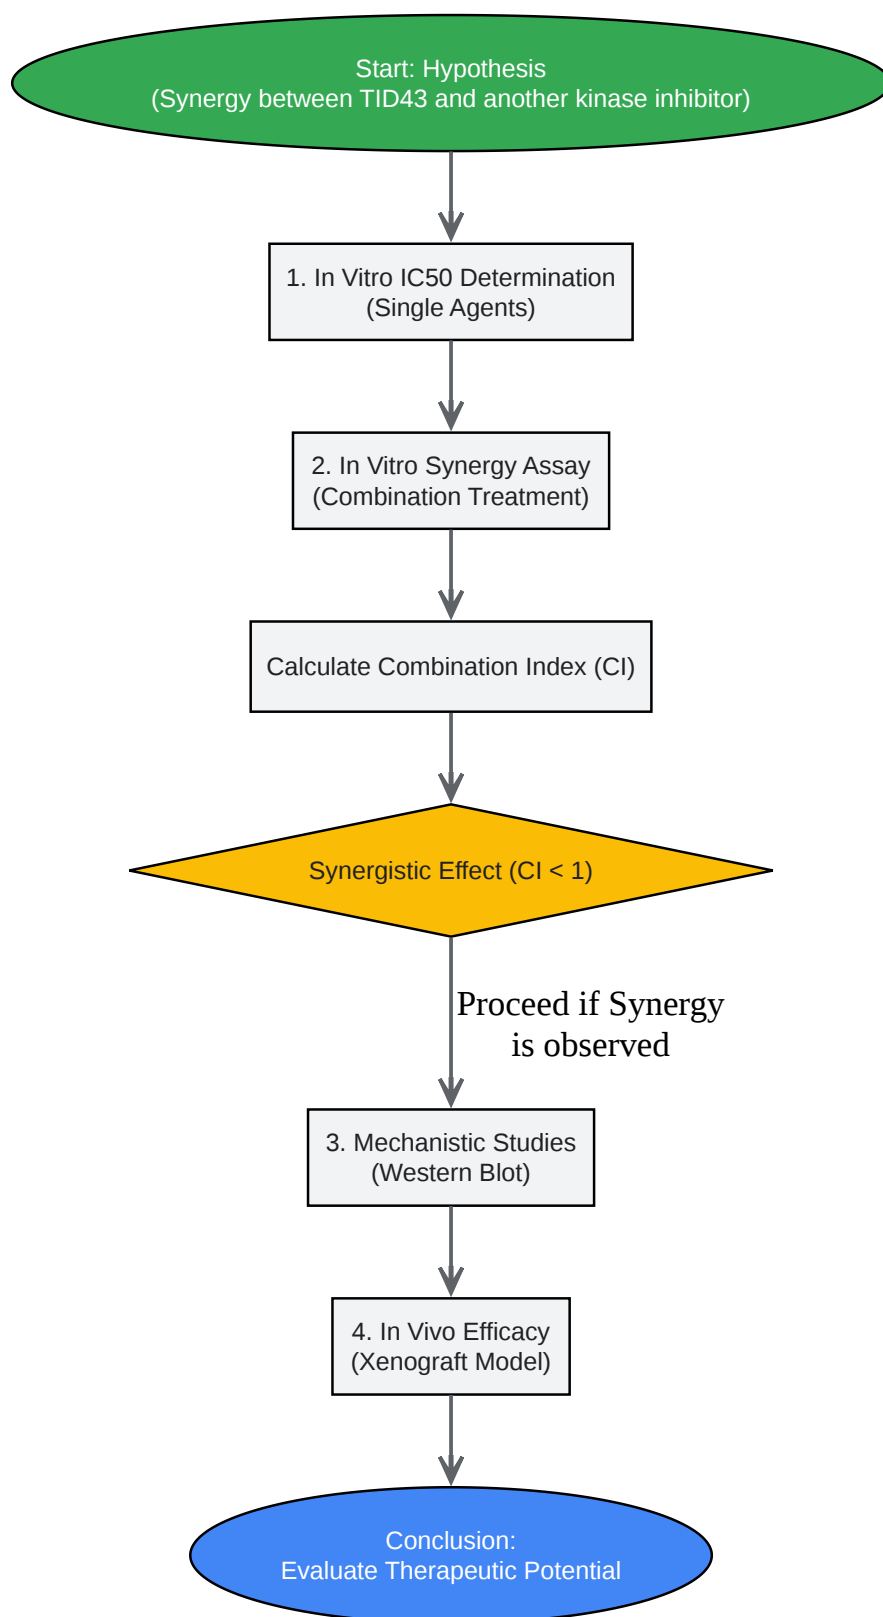 Start: Hypothesis
(Synergy between TID43 and another kinase inhibitor)
1. In Vitro IC50 Determination
(Single Agents)
2. In Vitro Synergy Assay
(Combination Treatment)
Calculate Combination Index (CI)
Synergistic Effect (CI < 1)
Proceed if Synergy
is observed
3. Mechanistic Studies
(Western Blot)
4. In Vivo Efficacy
(Xenograft Model)
Conclusion:
Evaluate Therapeutic Potential